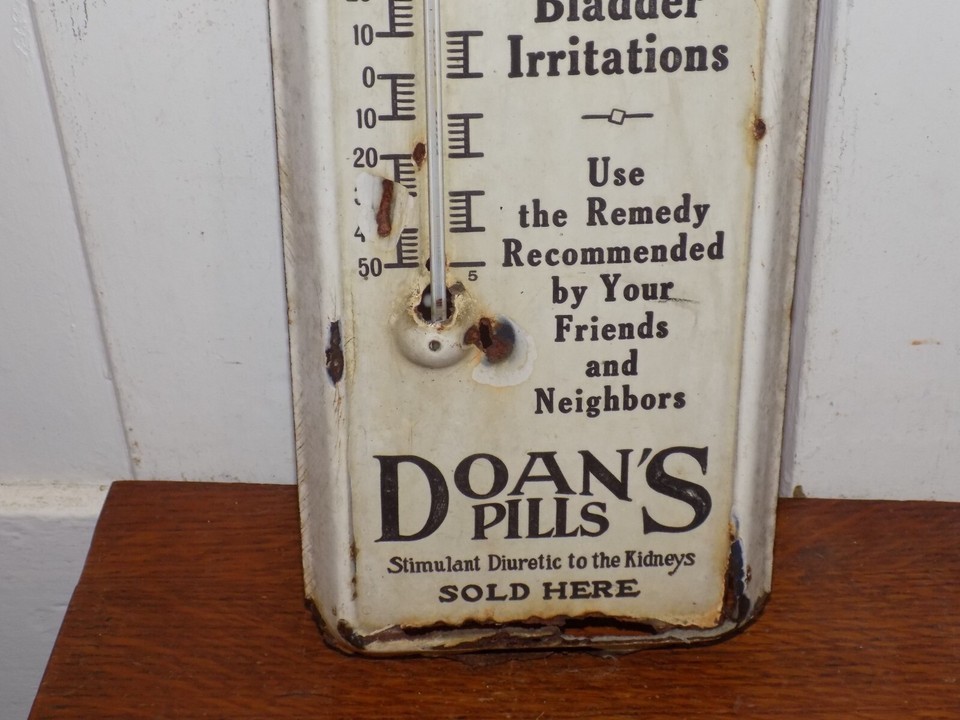 Bladder
Irritations
Use
the Remedy
Recommended
by Your
Friends
and
Neighbors
10
0
10
20
4
50
5
DOAN'S
PILLS
Stimulant Diuretic to the Kidneys
SOLD HERE